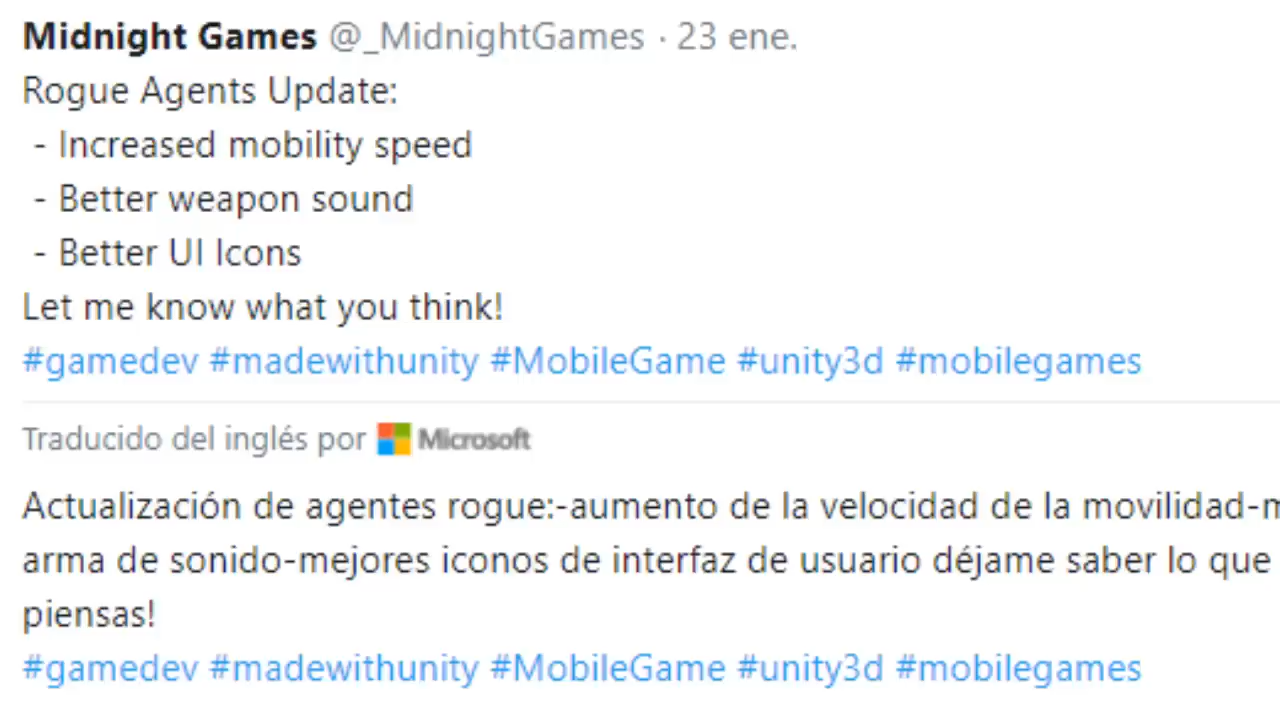 Midnight Games @_MidnightGames · 23 ene.
Rogue Agents Update:
- Increased mobility speed
- Better weapon sound
- Better UI Icons
Let me know what you think!
#gamedev #madewithunity #MobileGame #unity3d #mobilegames
Traducido del inglés por Microsoft
Actualización de agentes rogue:-aumento de la velocidad de la movilidad-
arma de sonido-mejores iconos de interfaz de usuario déjame saber lo que
piensas!
#gamedev #madewithunity #MobileGame #unity3d #mobilegames